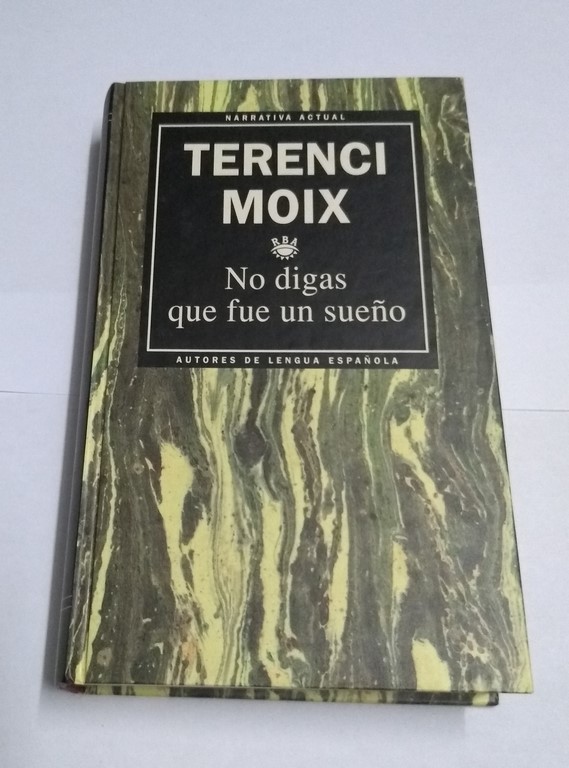 NARRATIVA ACTUAL
TERENCI
MOIX
RBA
No digas
que fue un sueño
AUTORES DE LENGUA ESPAÑOLA